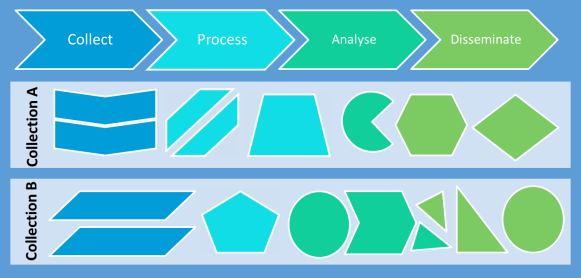 Collect
Process
Analyse
Disseminate
Collection A
Collection B